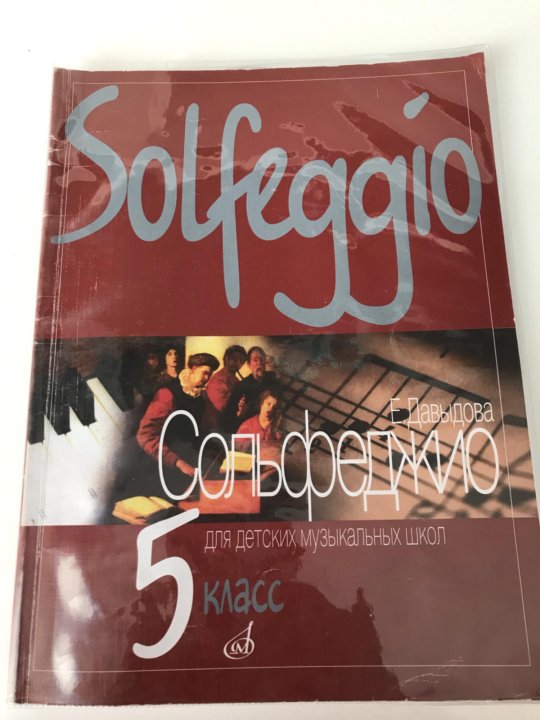 Solfeggio
Е.Давыдова
Сольфеджио
для детских музыкальных школ
5 класс